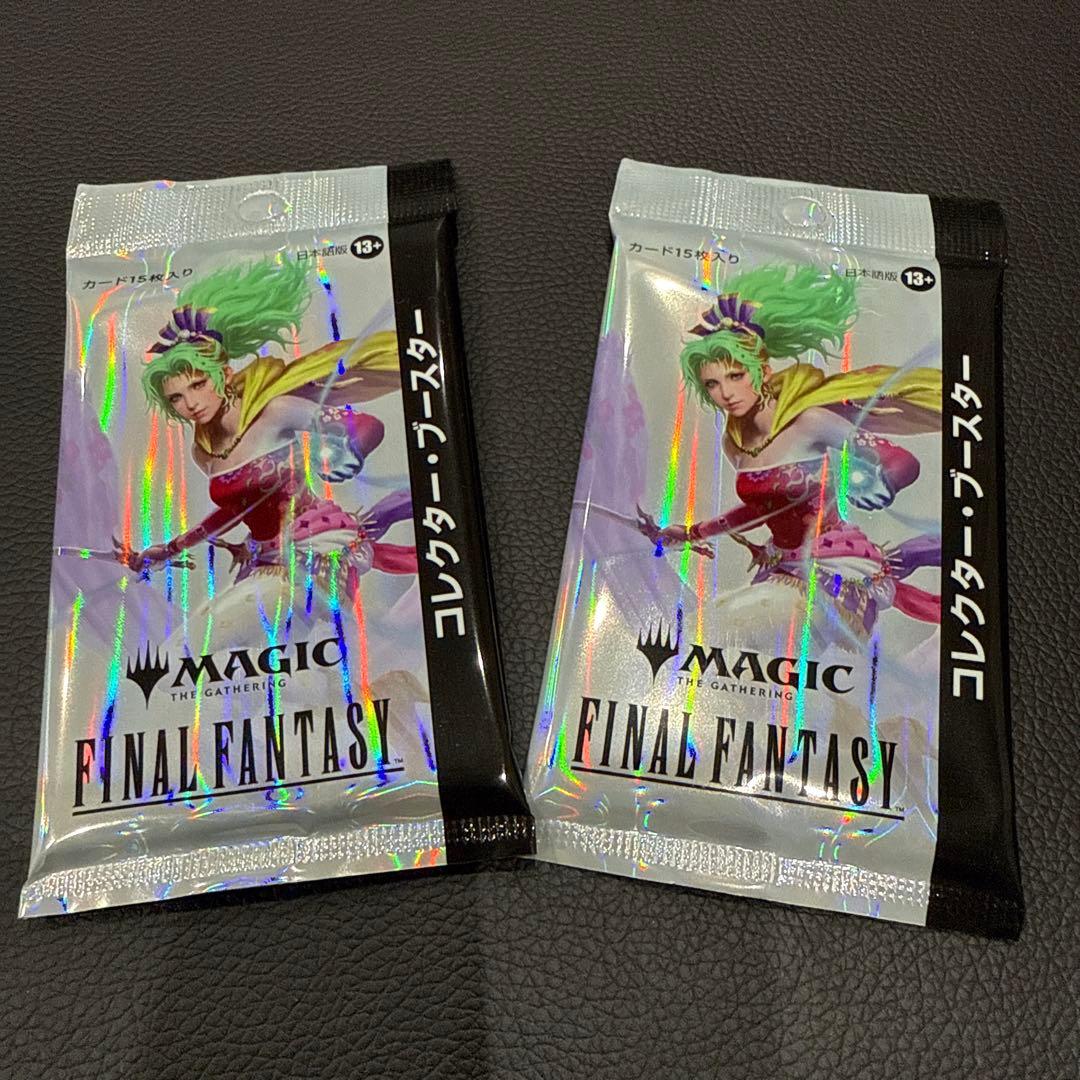 カード15枚入り
日本語版 13+
コレクター・ブースター
MAGIC
THE GATHERING
FINAL FANTASY
TM
カード15枚入り
日本語版 13+
コレクター・ブースター
MAGIC
THE GATHERING
FINAL FANTASY
TM